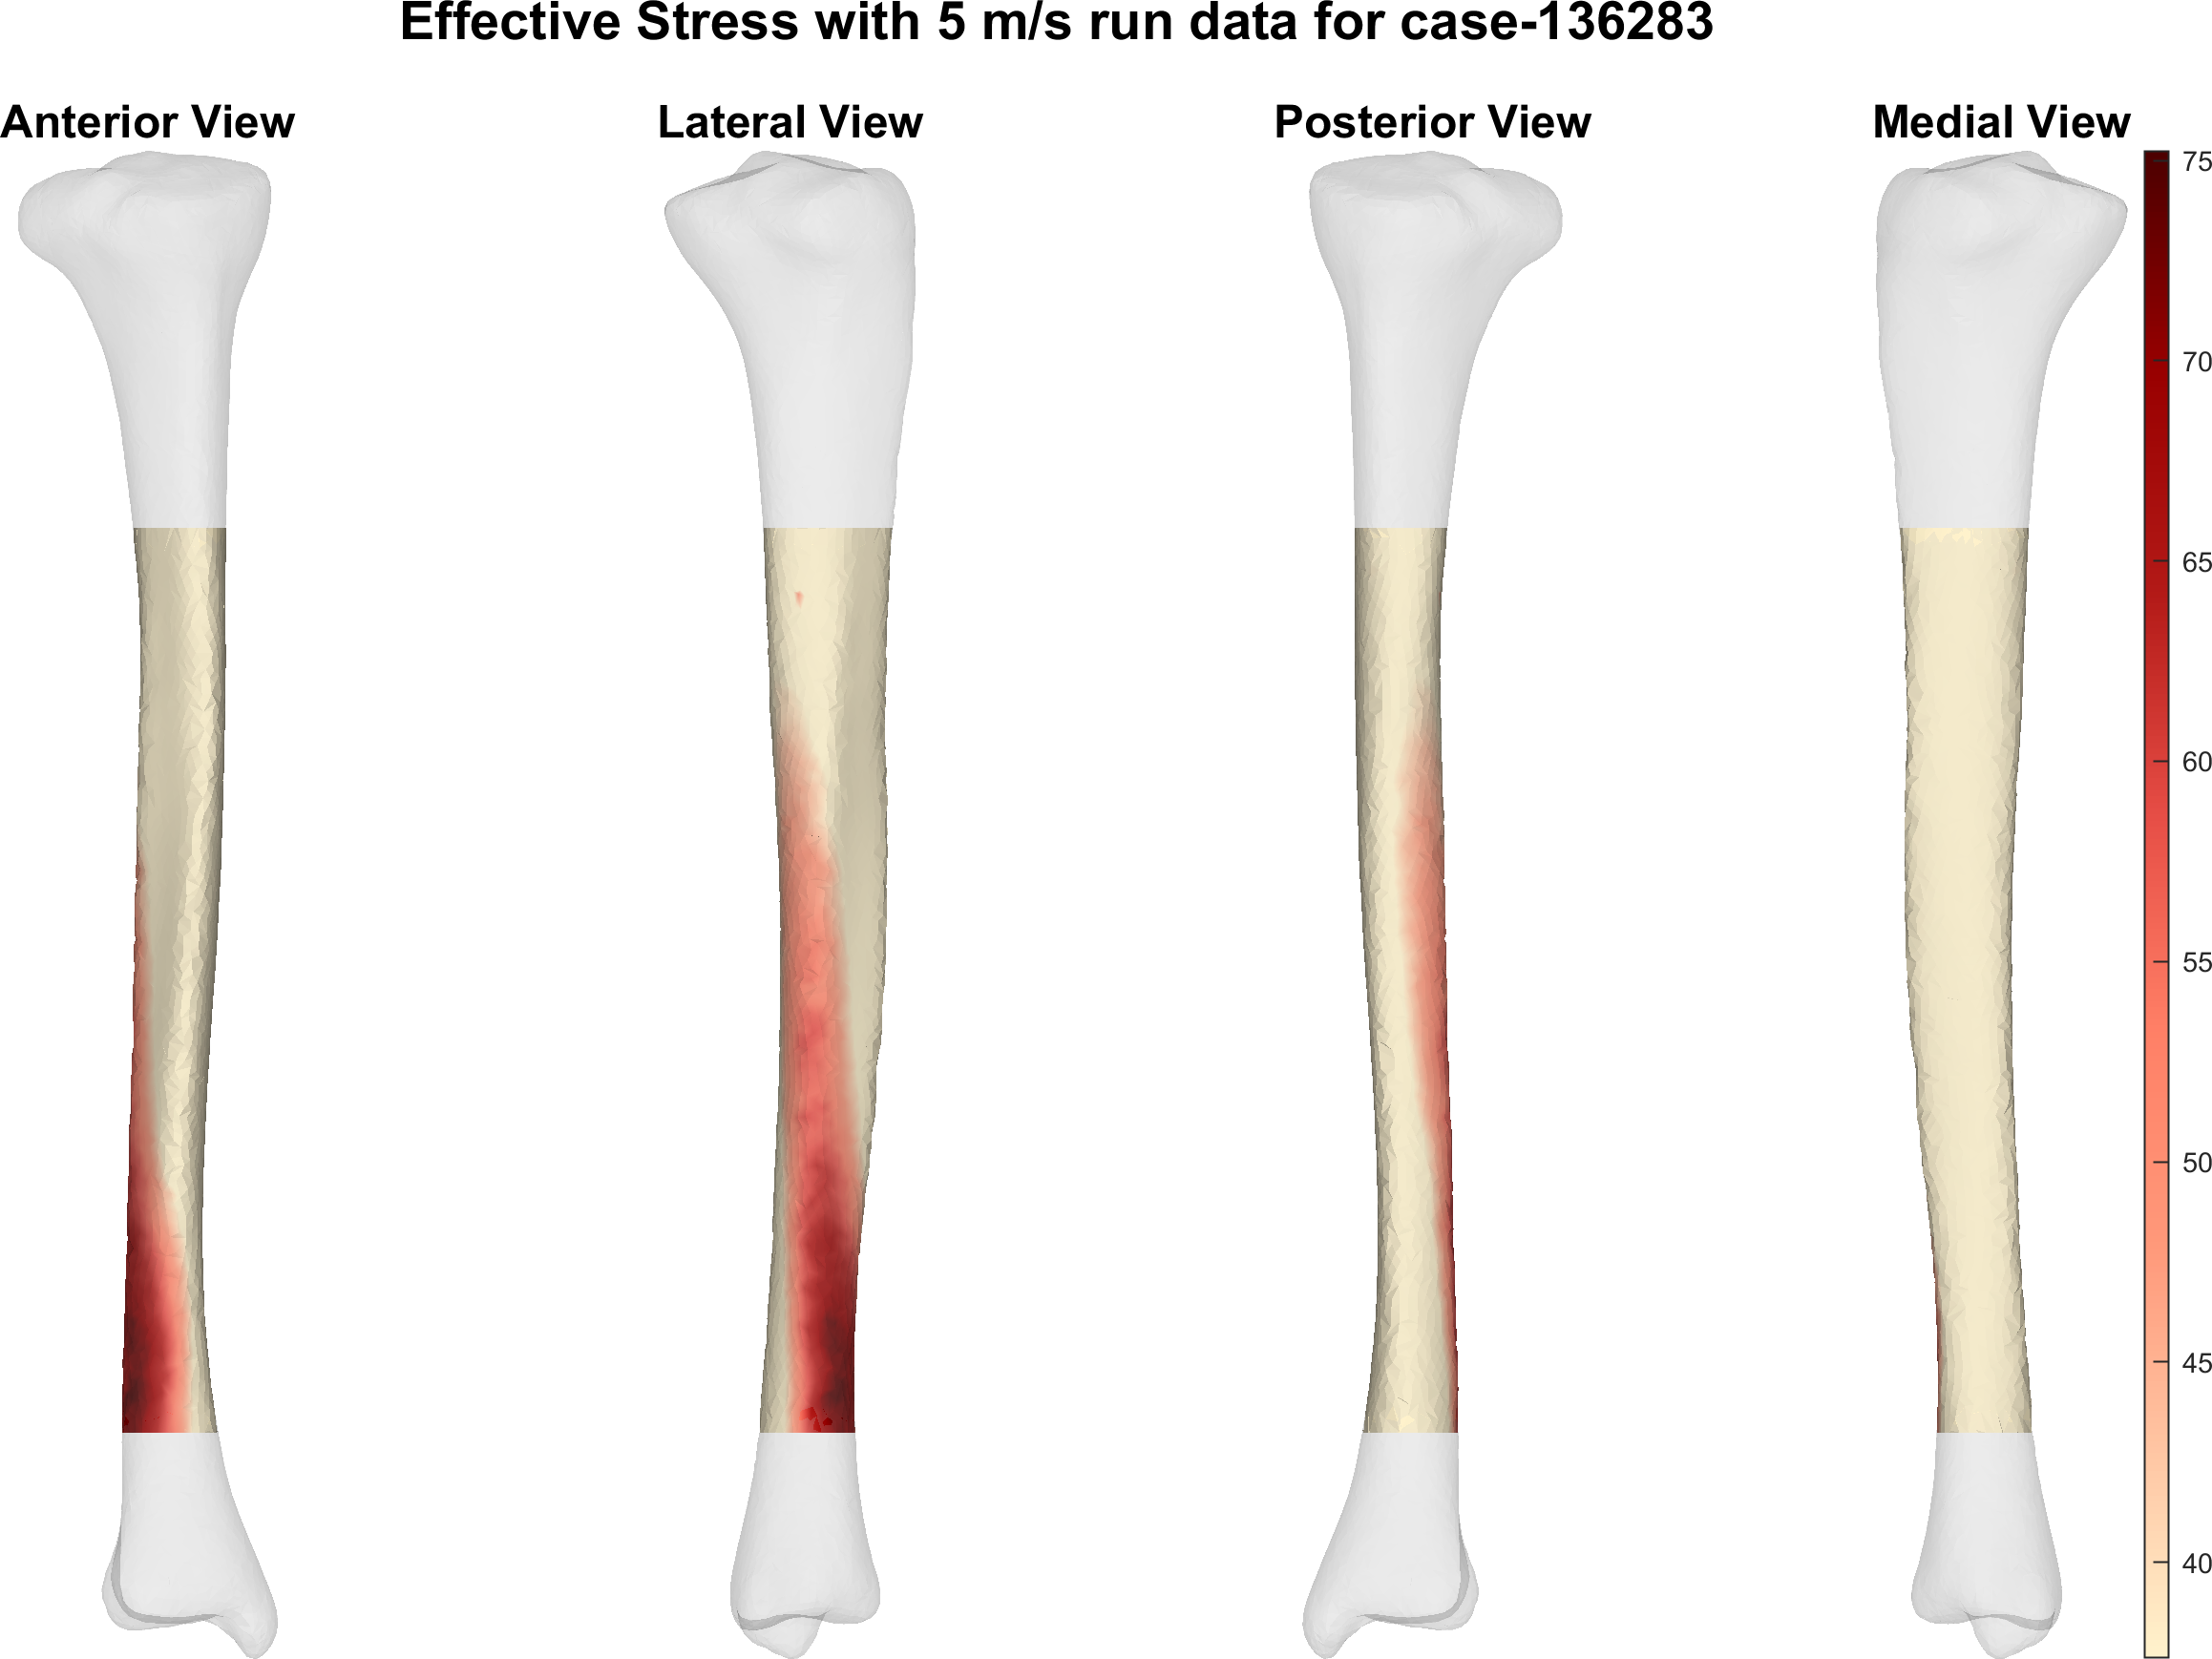 Effective Stress with 5 m/s run data for case-136283
Anterior View
Lateral View
Posterior View
Medial View
75
70
65
60
55
50
45
40